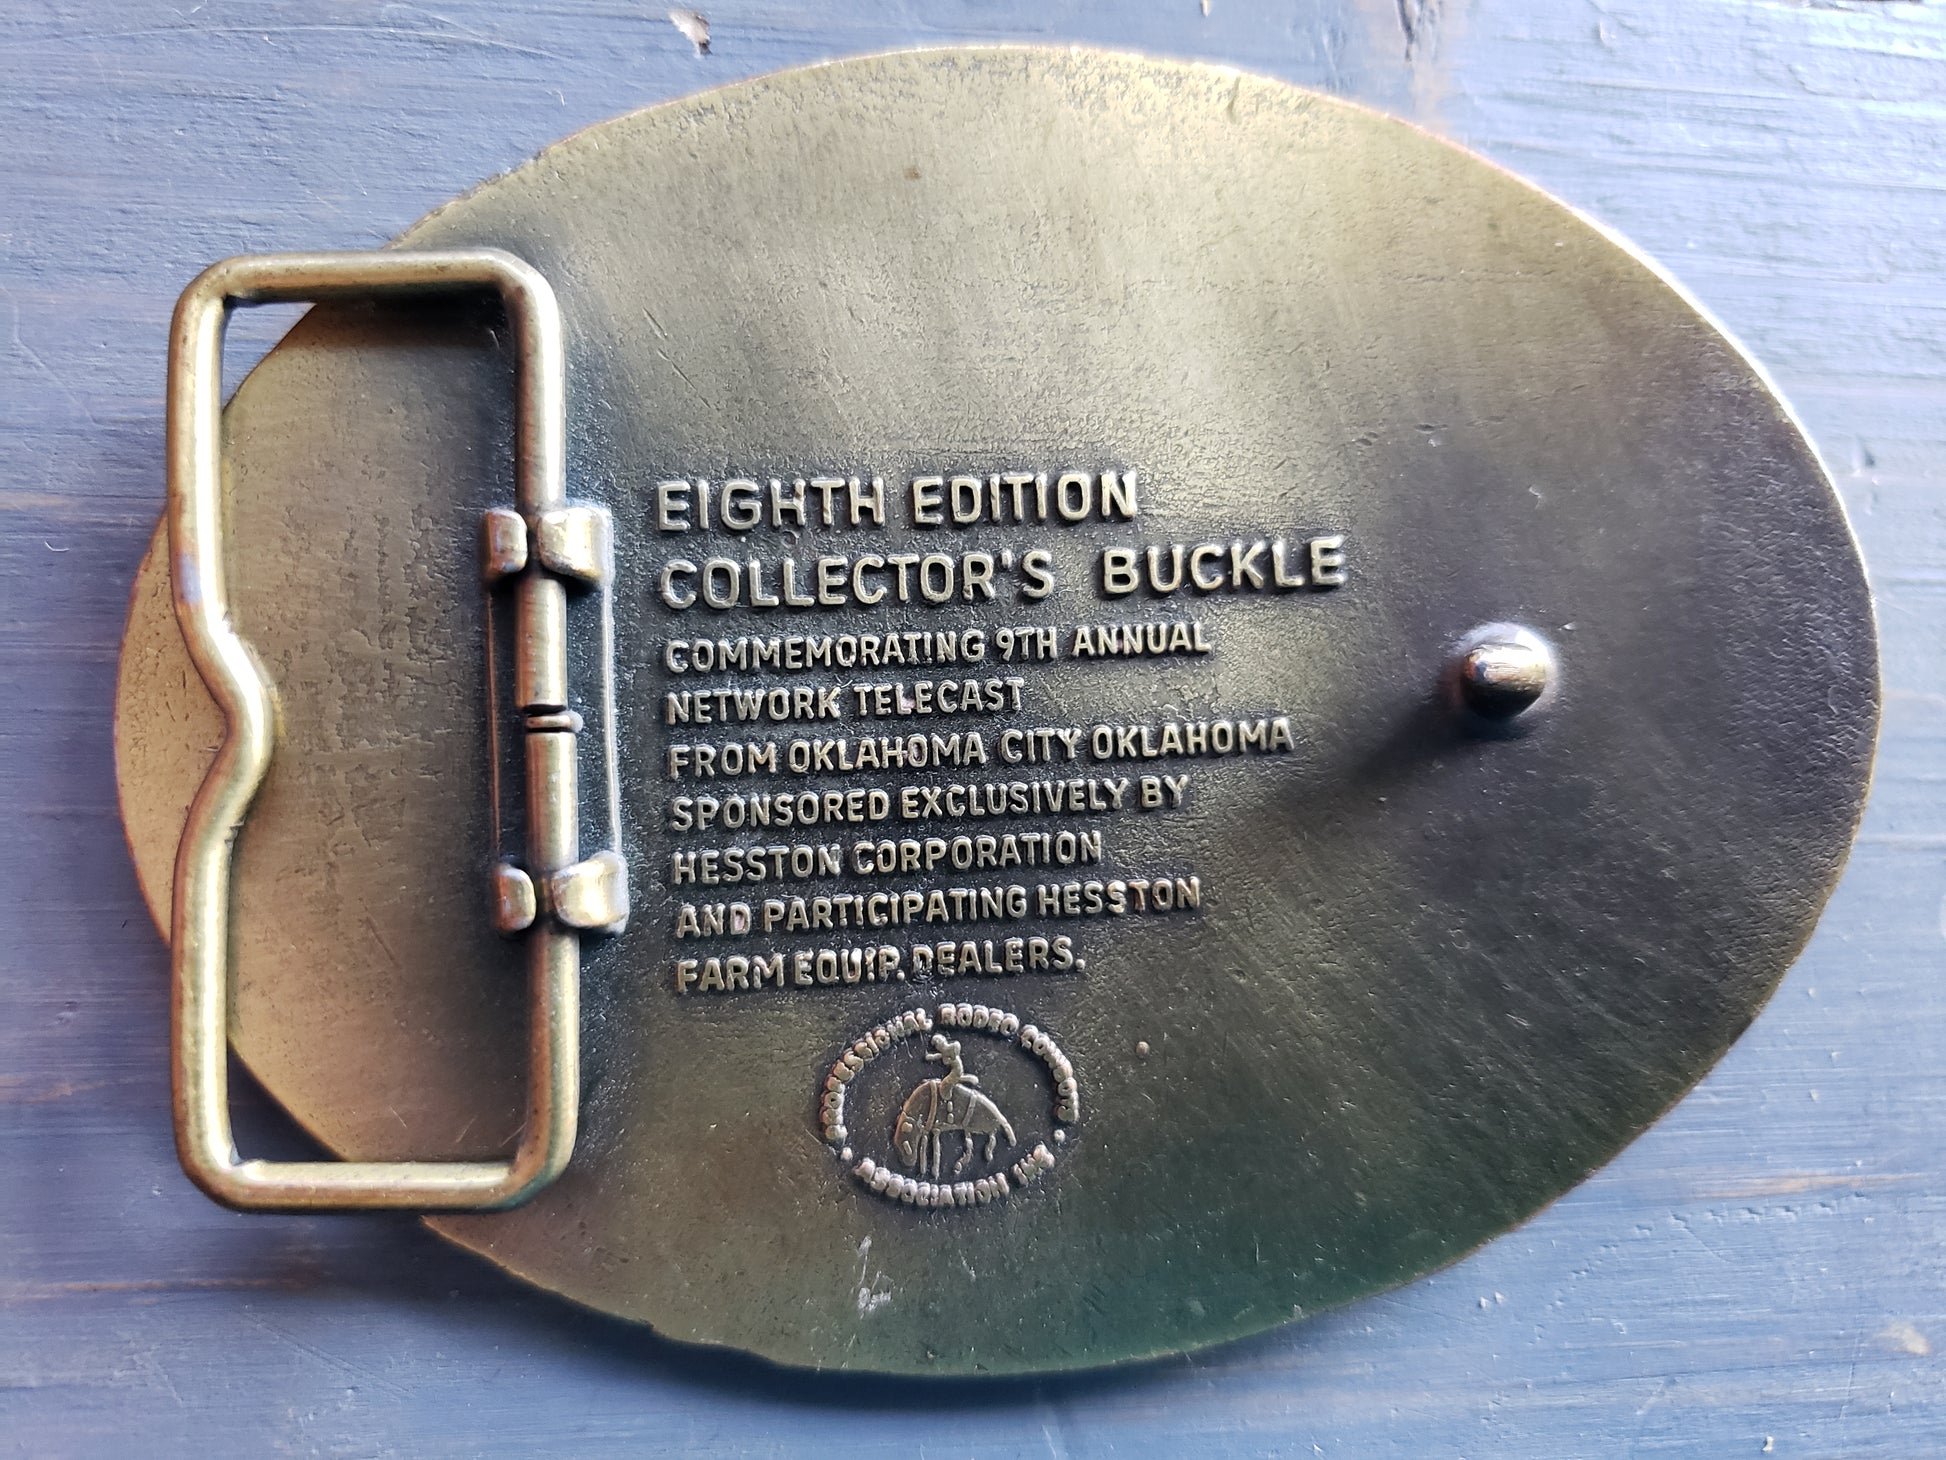 EIGHTH EDITION
COLLECTOR'S BUCKLE
COMMEMORATING 9TH ANNUAL
NETWORK TELECAST
FROM OKLAHOMA CITY OKLAHOMA
SPONSORED EXCLUSIVELY BY
HESSTON CORPORATION
AND PARTICIPATING HESSTON
FARM EQUIP. DEALERS.
PROFESSIONAL RODEO COWBOYS
• ASSOCIATION INC •